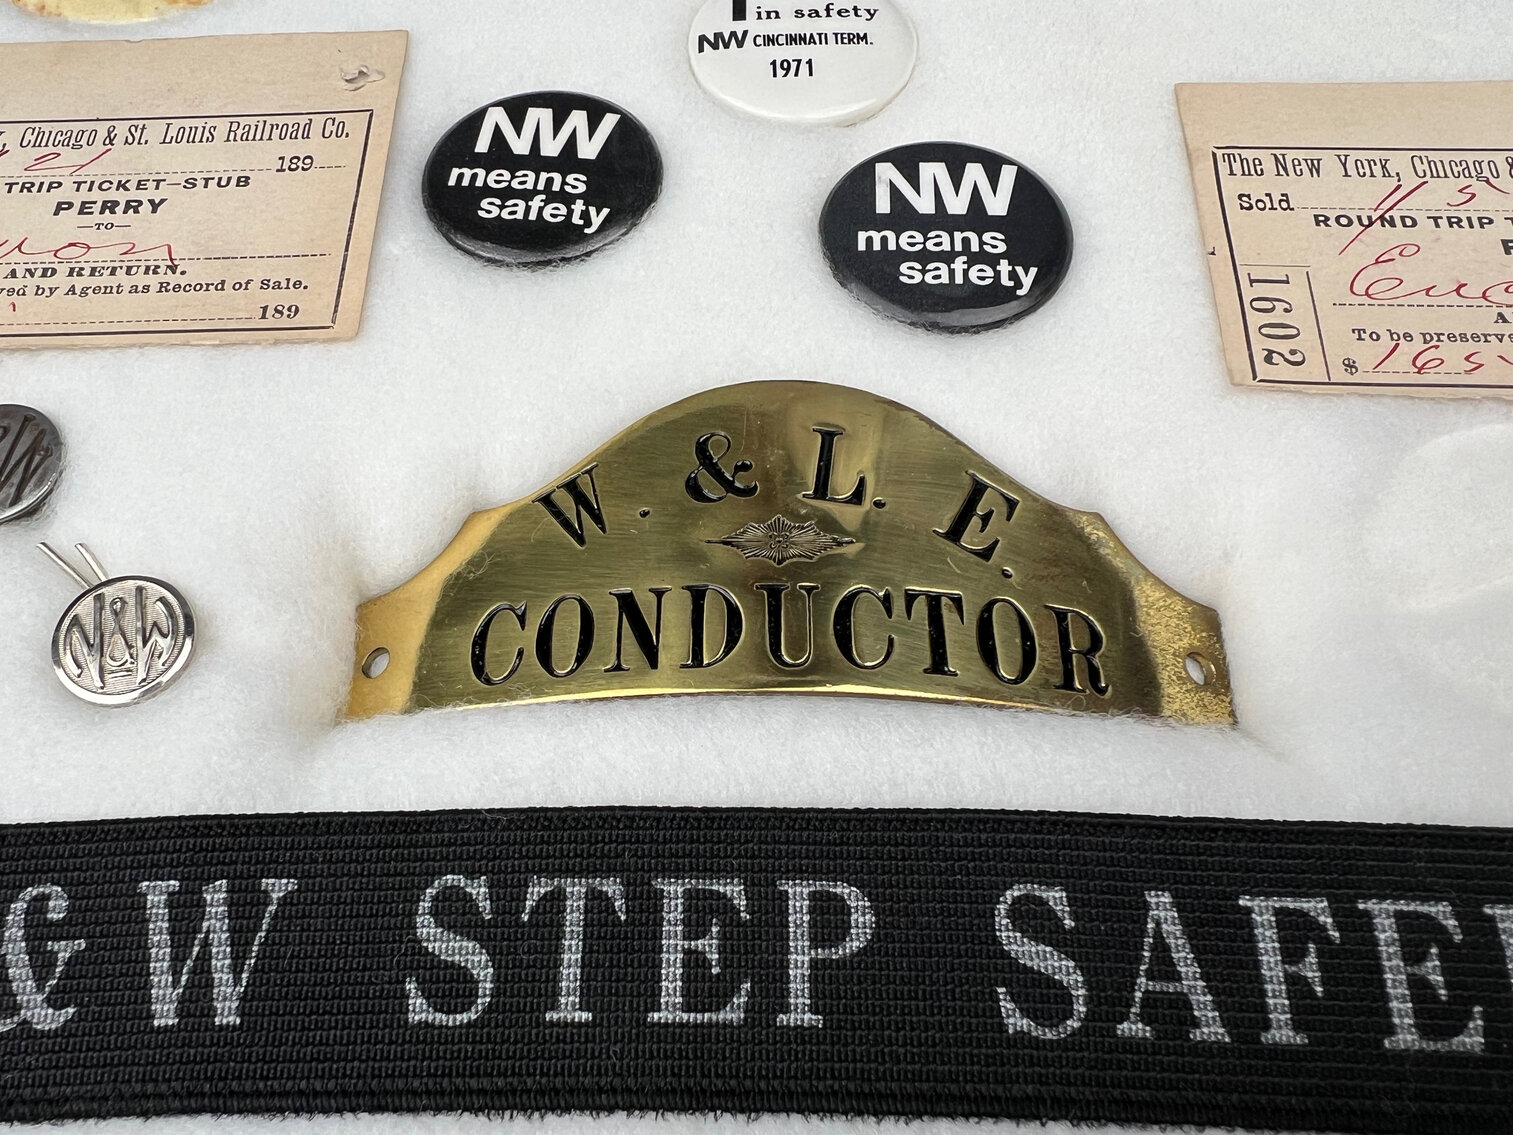 in safety
NW CINCINNATI TERM.
1971
Chicago & St. Louis Railroad Co.
21 189
TRIP TICKET—STUB
PERRY
—TO—
AND RETURN.
by Agent as Record of Sale.
189
NW
means
safety
NW
means
safety
The New York, Chicago &
Sold
ROUND TRIP
1602
To be
$
W. & L. E.
CONDUCTOR
N&W
&W STEP SAFE